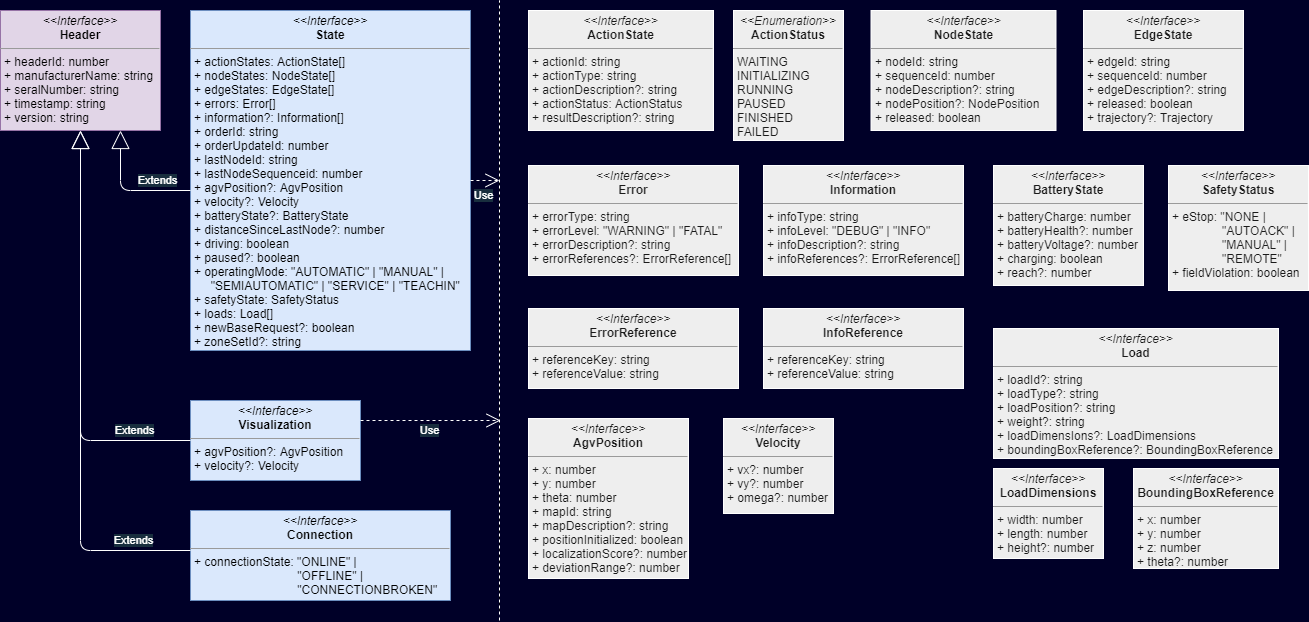 <<Interface>>
Header
+ headerId: number
+ manufacturerName: string
+ seralNumber: string
+ timestamp: string
+ version: string
<<Interface>>
State
+ actionStates: ActionState[]
+ nodeStates: NodeState[]
+ edgeStates: EdgeState[]
+ errors: Error[]
+ information?: Information[]
+ orderId: string
+ orderUpdateId: number
+ lastNodeId: string
+ lastNodeSequenceid: number
+ agvPosition?: AgvPosition
+ velocity?: Velocity
+ batteryState?: BatteryState
+ distanceSinceLastNode?: number
+ driving: boolean
+ paused?: boolean
+ operatingMode: "AUTOMATIC" | "MANUAL" |
"SEMIAUTOMATIC" | "SERVICE" | "TEACHIN"
+ safetyState: SafetyStatus
+ loads: Load[]
+ newBaseRequest?: boolean
+ zoneSetId?: string
Extends
Use
<<Interface>>
Visualization
+ agvPosition?: AgvPosition
+ velocity?: Velocity
Extends
Use
<<Interface>>
Connection
+ connectionState: "ONLINE" |
"OFFLINE" |
"CONNECTIONBROKEN"
Extends
<<Interface>>
ActionState
+ actionId: string
+ actionType: string
+ actionDescription?: string
+ actionStatus: ActionStatus
+ resultDescription?: string
<<Enumeration>>
ActionStatus
WAITING
INITIALIZING
RUNNING
PAUSED
FINISHED
FAILED
<<Interface>>
NodeState
+ nodeId: string
+ sequenceId: number
+ nodeDescription?: string
+ nodePosition?: NodePosition
+ released: boolean
<<Interface>>
EdgeState
+ edgeId: string
+ sequenceId: number
+ edgeDescription?: string
+ released: boolean
+ trajectory?: Trajectory
<<Interface>>
Error
+ errorType: string
+ errorLevel: "WARNING" | "FATAL"
+ errorDescription?: string
+ errorReferences?: ErrorReference[]
<<Interface>>
Information
+ infoType: string
+ infoLevel: "DEBUG" | "INFO"
+ infoDescription?: string
+ infoReferences?: ErrorReference[]
<<Interface>>
BatteryState
+ batteryCharge: number
+ batteryHealth?: number
+ batteryVoltage?: number
+ charging: boolean
+ reach?: number
<<Interface>>
SafetyStatus
+ eStop: "NONE |
"AUTOACK" |
"MANUAL" |
"REMOTE"
+ fieldViolation: boolean
<<Interface>>
ErrorReference
+ referenceKey: string
+ referenceValue: string
<<Interface>>
InfoReference
+ referenceKey: string
+ referenceValue: string
<<Interface>>
Load
+ loadId?: string
+ loadType?: string
+ loadPosition?: string
+ weight?: string
+ loadDimensIons?: LoadDimensions
+ boundingBoxReference?: BoundingBoxReference
<<Interface>>
AgvPosition
+ x: number
+ y: number
+ theta: number
+ mapId: string
+ mapDescription?: string
+ positionInitialized: boolean
+ localizationScore?: number
+ deviationRange?: number
<<Interface>>
Velocity
+ vx?: number
+ vy?: number
+ omega?: number
<<Interface>>
LoadDimensions
+ width: number
+ length: number
+ height?: number
<<Interface>>
BoundingBoxReference
+ x: number
+ y: number
+ z: number
+ theta?: number